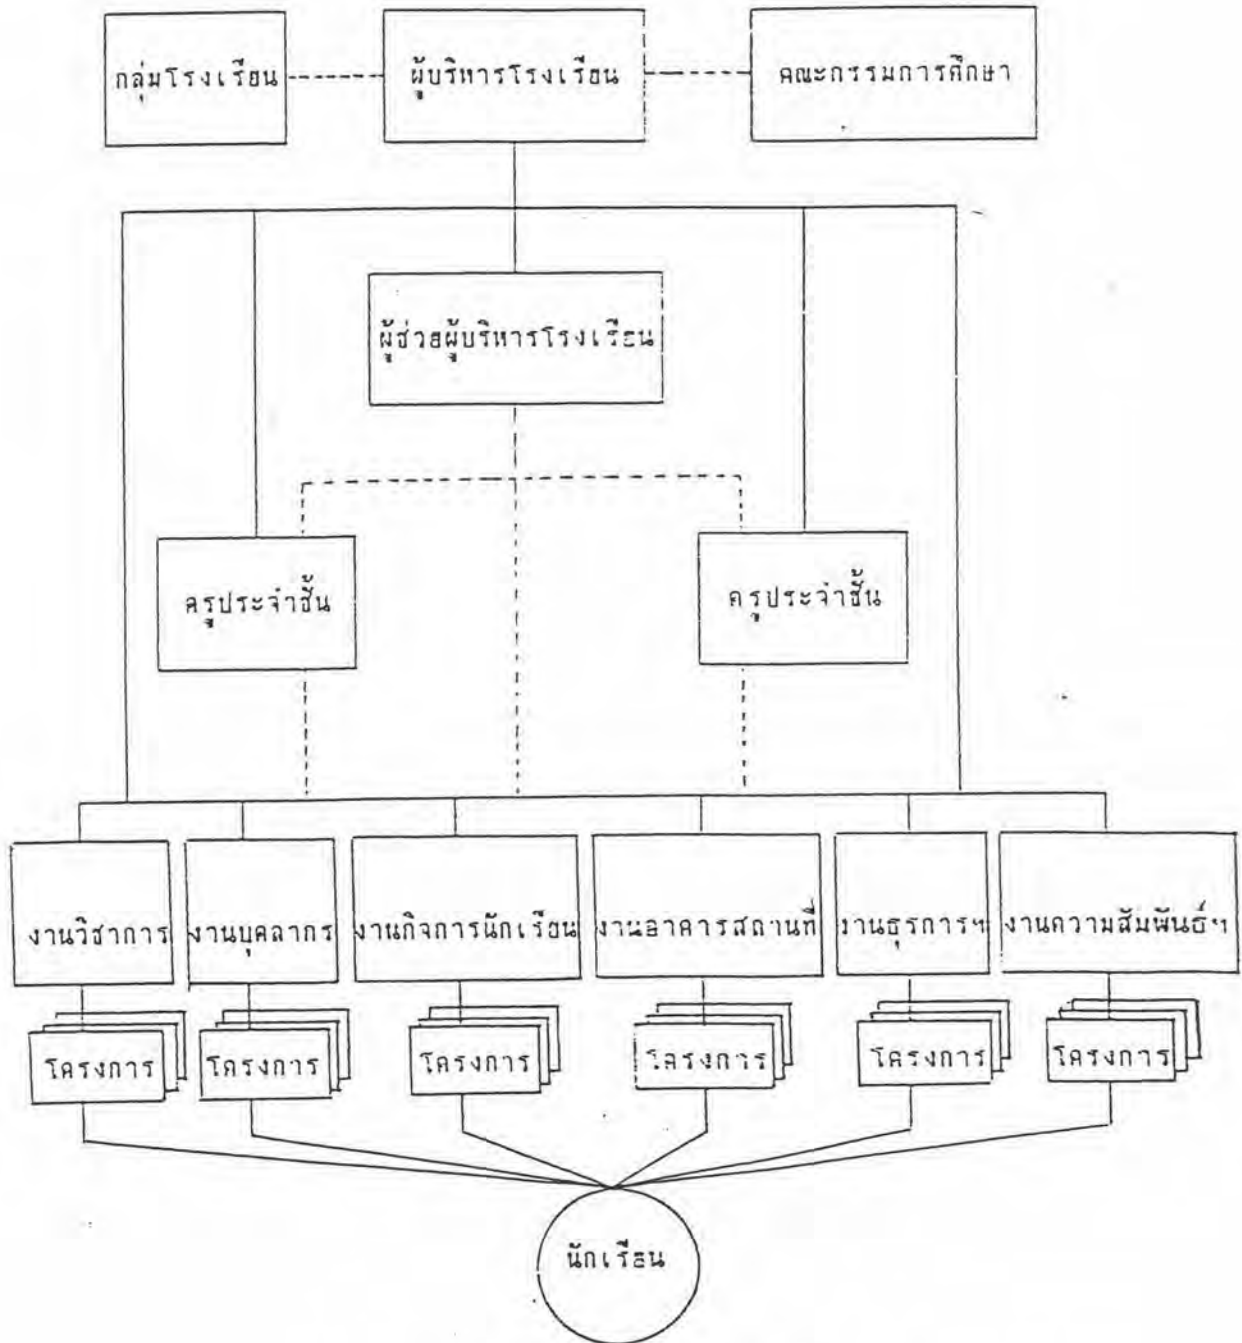 กลุ่มโรงเรียน
ผู้บริหารโรงเรียน
คณะกรรมการศึกษา
ผู้ช่วยผู้บริหารโรงเรียน
ครูประจำชั้น
ครูประจำชั้น
งานวิชาการ
งานบุคลากร
งานกิจการนักเรียน
งานอาคารสถานที่
งานธุรการฯ
งานความสัมพันธ์ฯ
โครงการ
โครงการ
โครงการ
โครงการ
โครงการ
โครงการ
นักเรียน